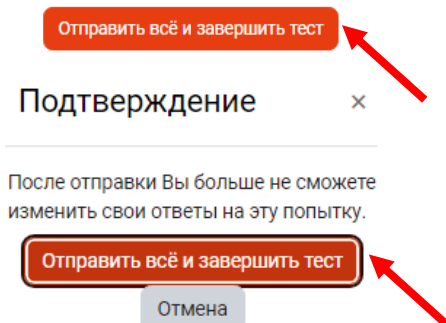 Отправить всё и завершить тест
Подтверждение ×
После отправки Вы больше не сможете
изменить свои ответы на эту попытку.
Отправить всё и завершить тест
Отмена